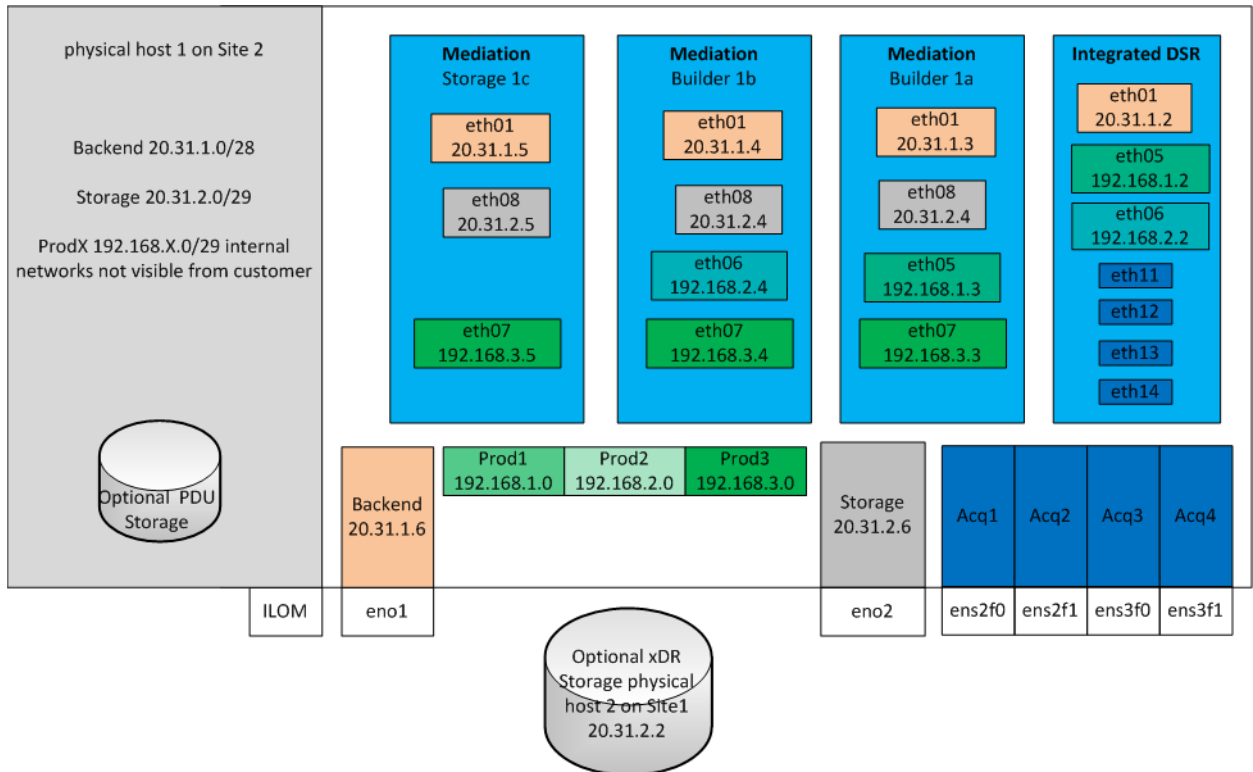 physical host 1 on Site 2
Backend 20.31.1.0/28
Storage 20.31.2.0/29
ProdX 192.168.X.0/29 internal
networks not visible from customer
Optional PDU
Storage
Mediation
Storage 1c
eth01
20.31.1.5
eth08
20.31.2.5
eth07
192.168.3.5
Mediation
Builder 1b
eth01
20.31.1.4
eth08
20.31.2.4
eth06
192.168.2.4
eth07
192.168.3.4
Mediation
Builder 1a
eth01
20.31.1.3
eth08
20.31.2.4
eth05
192.168.1.3
eth07
192.168.3.3
Integrated DSR
eth01
20.31.1.2
eth05
192.168.1.2
eth06
192.168.2.2
eth11
eth12
eth13
eth14
Backend
20.31.1.6
Prod1
192.168.1.0
Prod2
192.168.2.0
Prod3
192.168.3.0
Storage
20.31.2.6
Acq1
Acq2
Acq3
Acq4
ILOM
eno1
eno2
ens2f0
ens2f1
ens3f0
ens3f1
Optional xDR
Storage physical
host 2 on Site1
20.31.2.2